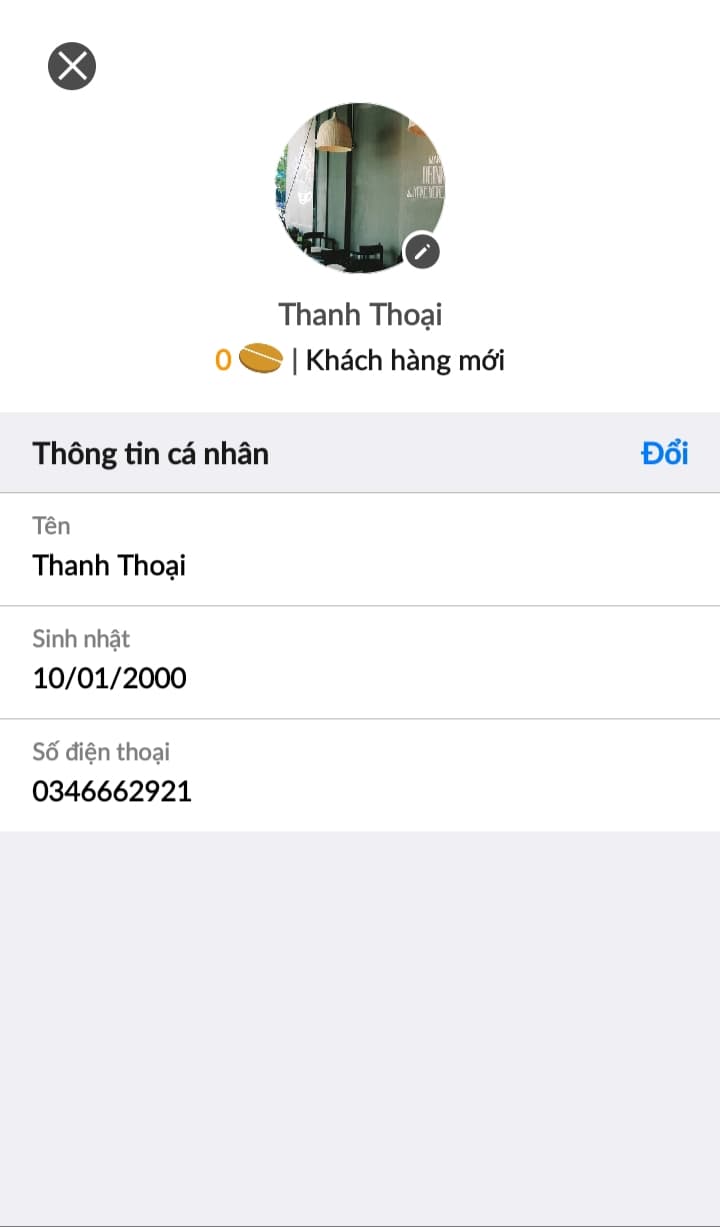 Thanh Thoại
0 | Khách hàng mới
Thông tin cá nhân
Đổi
Tên
Thanh Thoại
Sinh nhật
10/01/2000
Số điện thoại
0346662921